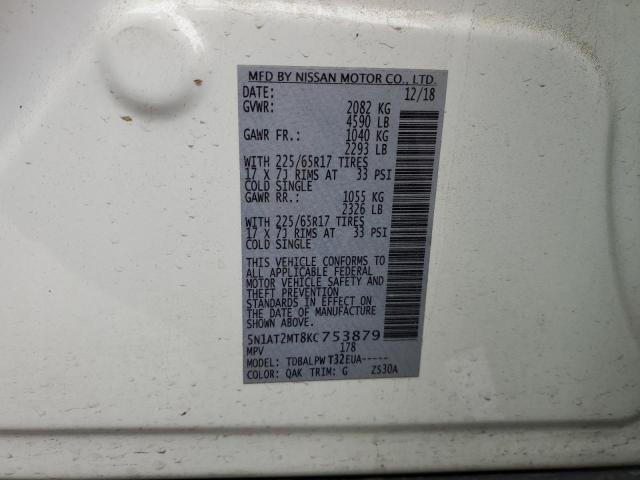 MFD BY NISSAN MOTOR CO., LTD.
DATE: 12/18
GVWR: 2082 KG
4590 LB
GAWR FR.: 1040 KG
2293 LB
WITH 225/65R17 TIRES
17 X 7J RIMS AT 33 PSI
COLD SINGLE
GAWR RR.: 1055 KG
2326 LB
WITH 225/65R17 TIRES
17 X 7J RIMS AT 33 PSI
COLD SINGLE
THIS VEHICLE CONFORMS TO
ALL APPLICABLE FEDERAL
MOTOR VEHICLE SAFETY AND
THEFT PREVENTION
STANDARDS IN EFFECT ON
THE DATE OF MANUFACTURE
SHOWN ABOVE.
5N1AT2MT8KC753879
MPV 178
MODEL: TDBALPWT32EUA-----
COLOR: QAK TRIM: G ZS30A